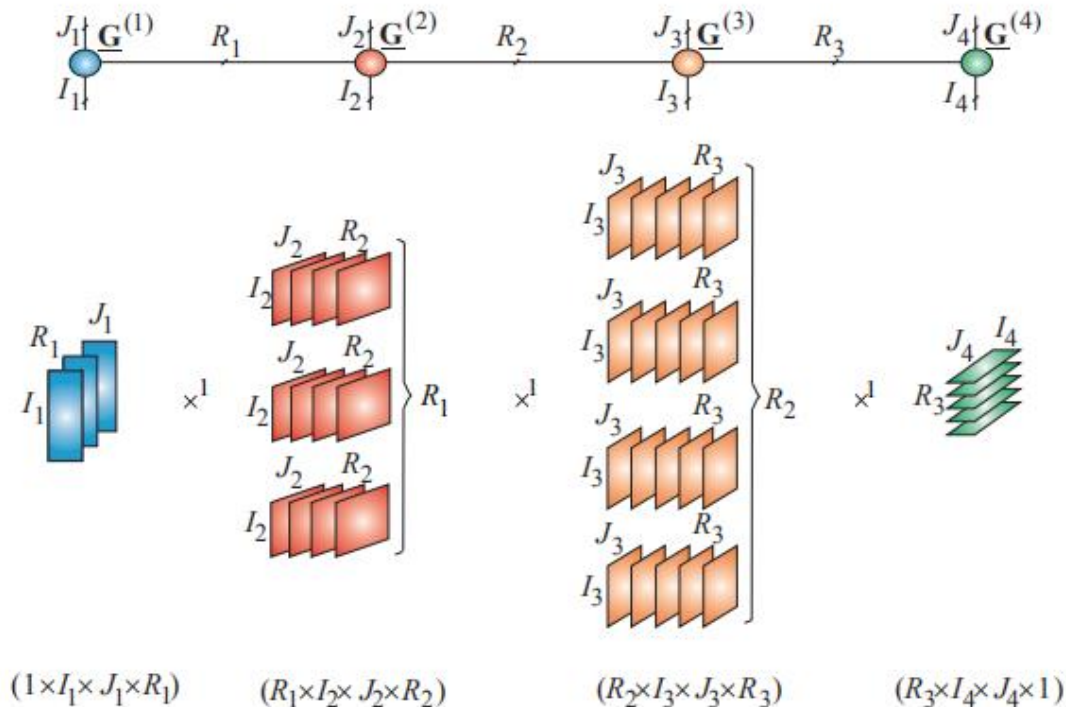 J₁ G⁽¹⁾ R₁ J₂ G⁽²⁾ R₂ J₃ G⁽³⁾ R₃ J₄ G⁽⁴⁾
I₁ I₂ I₃ I₄
J₃ R₃
I₃
J₂ R₂
I₂
J₃ R₃
I₃
R₁ J₁
I₁
×¹
J₂ R₂
I₂
R₁
×¹
R₂
×¹
J₄ I₄
R₃
J₃ R₃
I₃
J₂ R₂
I₂
J₃ R₃
I₃
(1×I₁×J₁×R₁) (R₁×I₂×J₂×R₂) (R₂×I₃×J₃×R₃) (R₃×I₄×J₄×1)